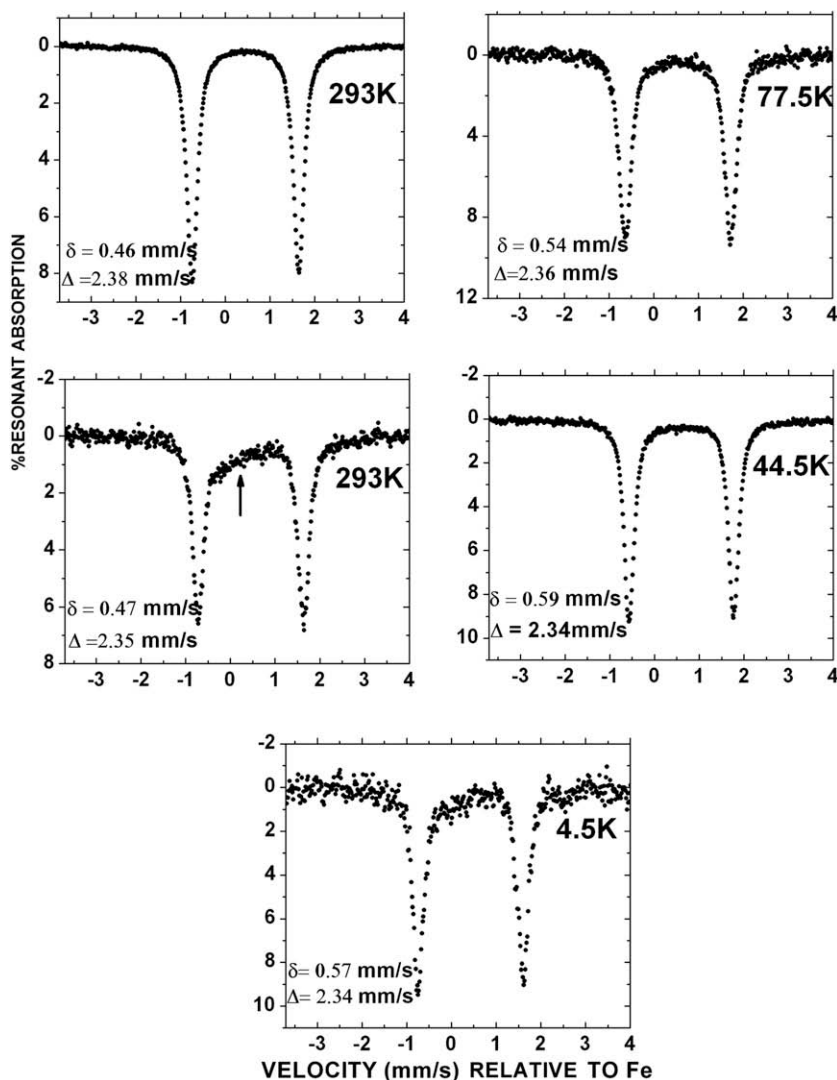 %RESONANT ABSORPTION
0
2
4
6
8
293K
δ = 0.46 mm/s
Δ =2.38 mm/s
-3 -2 -1 0 1 2 3 4
0
4
8
12
77.5K
δ = 0.54 mm/s
Δ=2.36 mm/s
-3 -2 -1 0 1 2 3 4
-2
0
2
4
6
8
293K
δ = 0.47 mm/s
Δ =2.35 mm/s
-3 -2 -1 0 1 2 3 4
-2
0
2
4
6
8
10
44.5K
δ = 0.59 mm/s
Δ = 2.34mm/s
-3 -2 -1 0 1 2 3 4
-2
0
2
4
6
8
10
4.5K
δ= 0.57 mm/s
Δ= 2.34 mm/s
-3 -2 -1 0 1 2 3 4
VELOCITY (mm/s) RELATIVE TO Fe